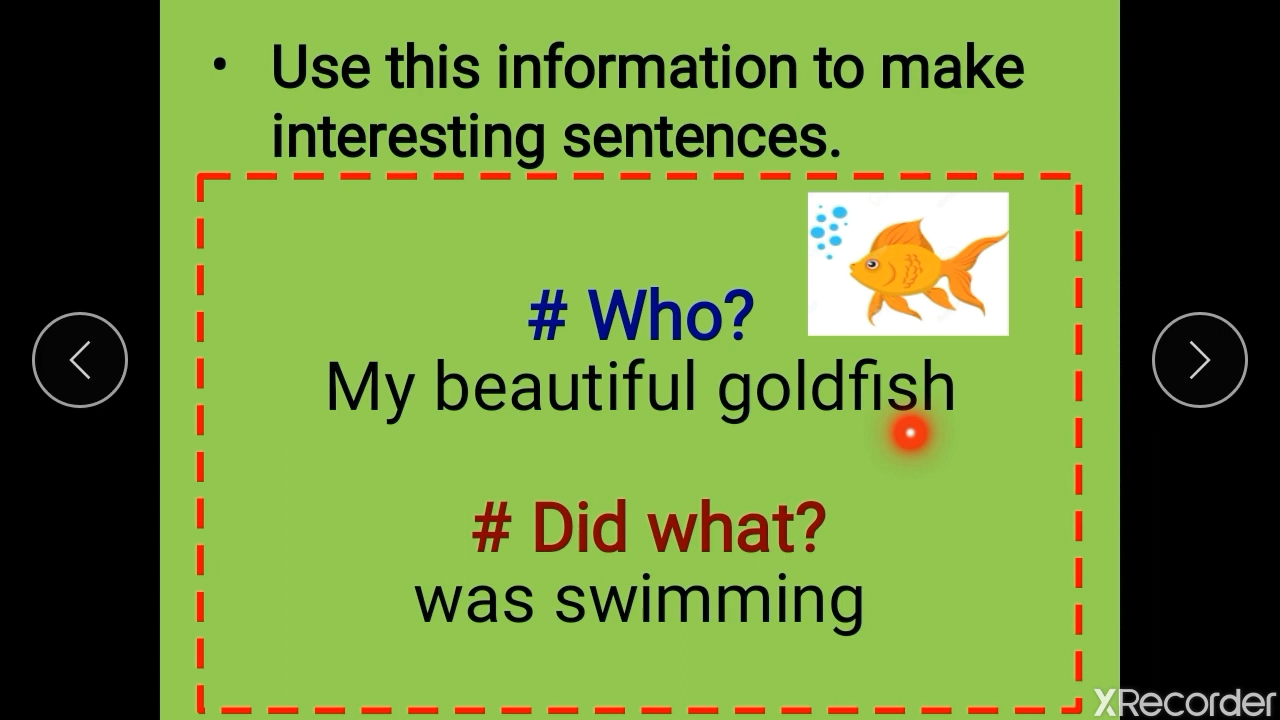 • Use this information to make
interesting sentences.
# Who?
My beautiful goldfish
# Did what?
was swimming
XRecorder